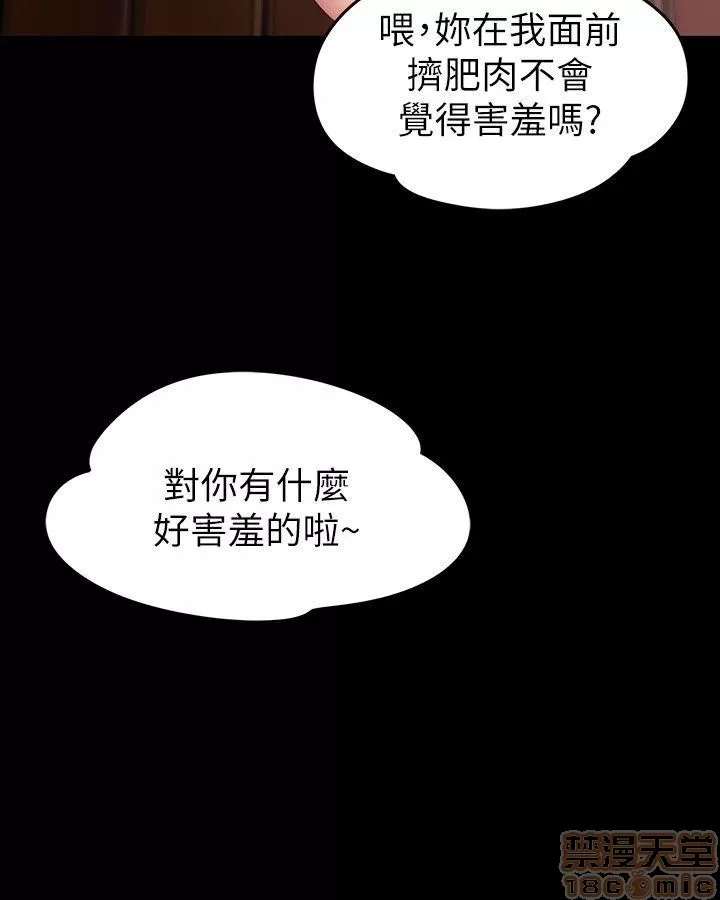 喂,妳在我面前
擠肥肉不會
覺得害羞嗎?
對你有什麼
好害羞的啦~
禁漫天堂
18comic.org